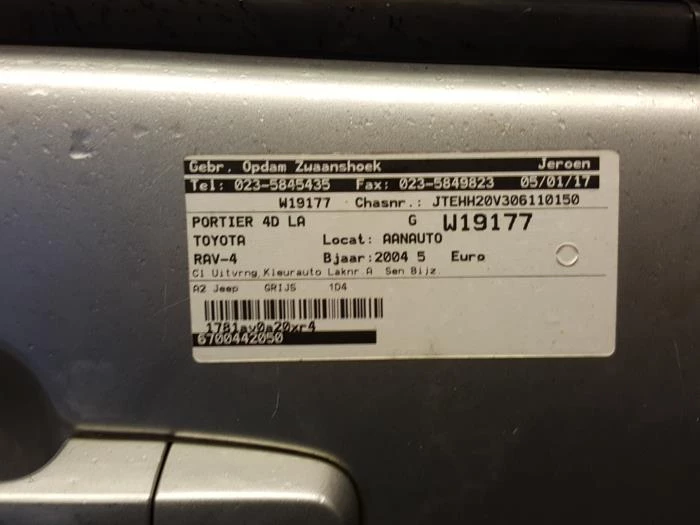 Gebr. Opdam Zwaanshoek Jeroen
Tel: 023-5845435 Fax: 023-5849823 05/01/17
W19177 Chasnr.: JTEHH20V306110150
PORTIER 4D LA G W19177
TOYOTA Locat: AANAUTO
RAV-4 Bjaar:2004 5 Euro
Cl Uitvrng Kleurauto Laknr A Sen Bijz
A2 Jeep GRIJS 1D4
1781av0a20xr4
6700442050